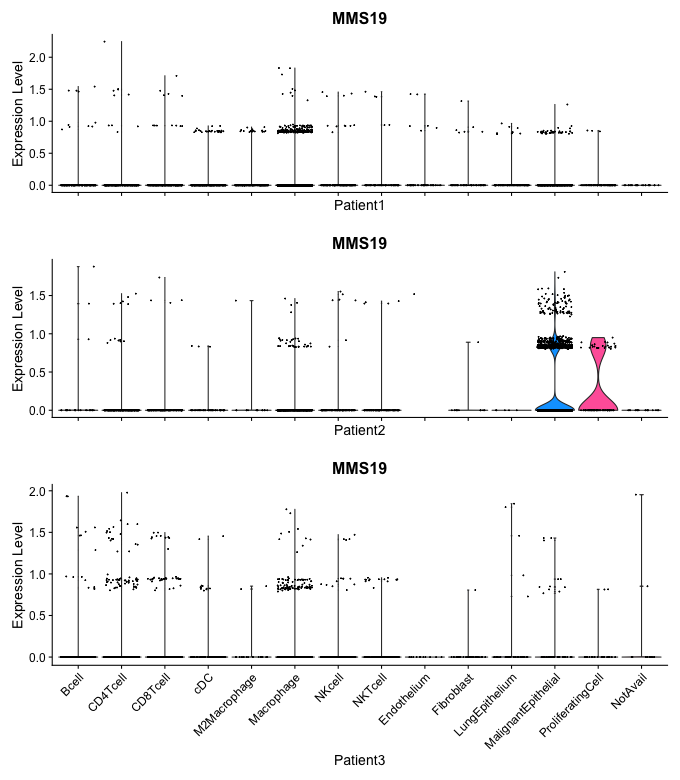 MMS19
Expression Level
2.0
1.5
1.0
0.5
0.0
Patient1
MMS19
Expression Level
1.5
1.0
0.5
0.0
Patient2
MMS19
Expression Level
2.0
1.5
1.0
0.5
0.0
Bcell
CD4Tcell
CD8Tcell
cDC
M2Macrophage
Macrophage
NKcell
NKTcell
Endothelium
Fibroblast
LungEpithelium
MalignantEpithelial
ProliferatingCell
NotAvail
Patient3